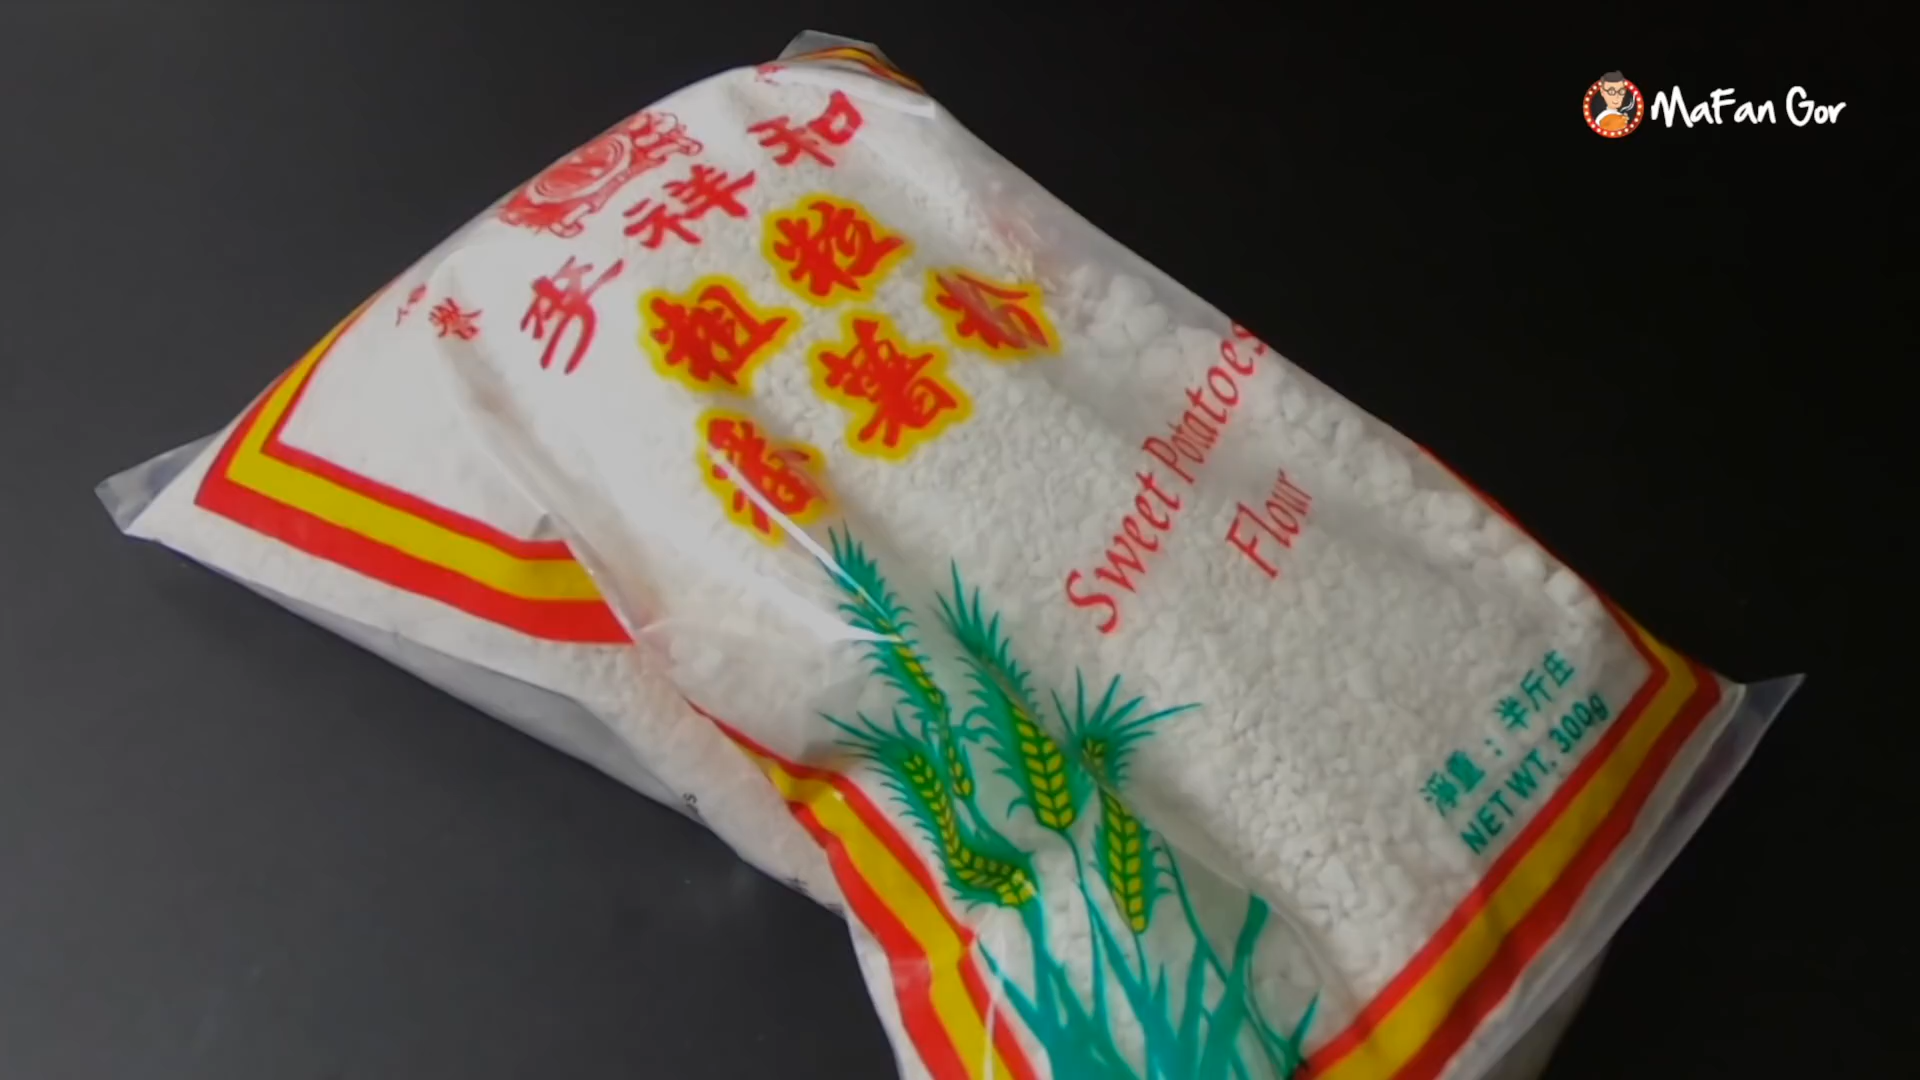 MaFan Gor
李祥和
粗粒
番薯粉
Sweet Potatoes
Flour
淨重：半斤庄
NET WT. 300g